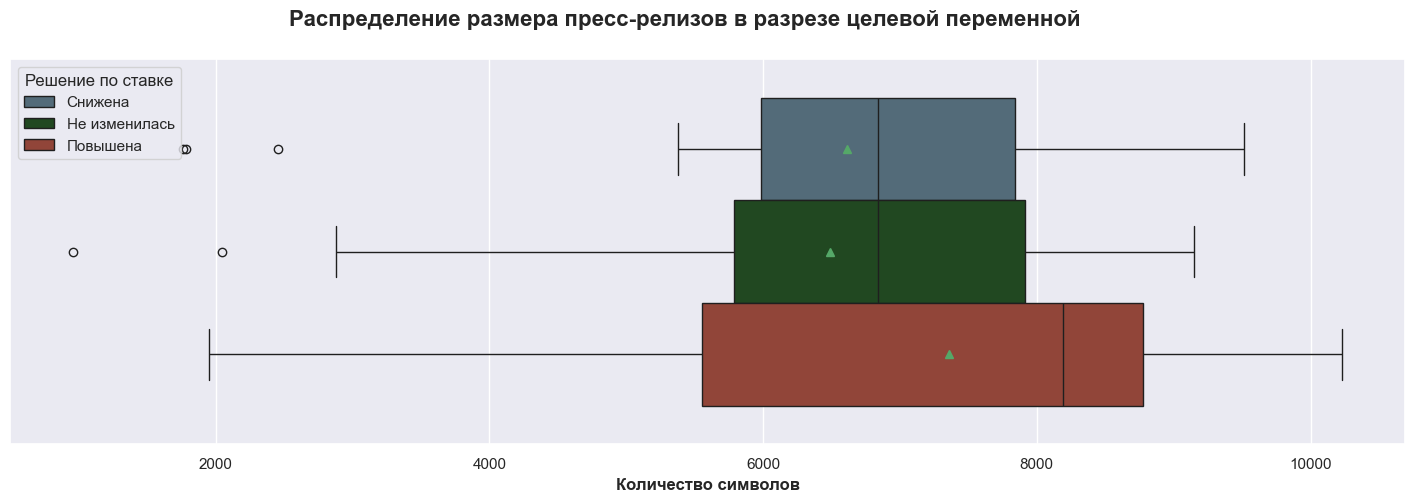 Распределение размера пресс-релизов в разрезе целевой переменной
Решение по ставке
Снижена
Не изменилась
Повышена
2000 4000 6000 8000 10000
Количество символов